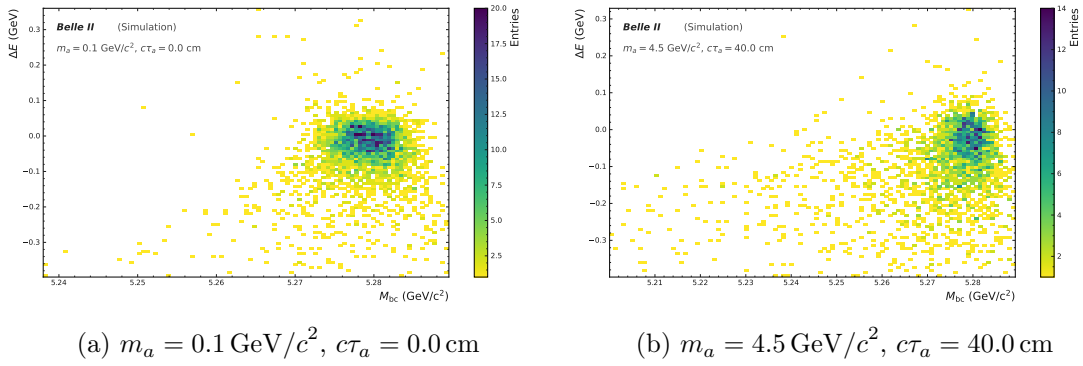 Belle II (Simulation)
m_a = 0.1 GeV/c², cτ_a = 0.0 cm
ΔE (GeV)
0.3
0.2
0.1
0.0
−0.1
−0.2
−0.3
5.24 5.25 5.26 5.27 5.28
M_bc (GeV/c²)
20.0
17.5
15.0
12.5
10.0
7.5
5.0
2.5
Entries
(a) m_a = 0.1 GeV/c², cτ_a = 0.0 cm
Belle II (Simulation)
m_a = 4.5 GeV/c², cτ_a = 40.0 cm
ΔE (GeV)
0.3
0.2
0.1
0.0
−0.1
−0.2
−0.3
5.21 5.22 5.23 5.24 5.25 5.26 5.27 5.28
M_bc (GeV/c²)
14
12
10
8
6
4
2
Entries
(b) m_a = 4.5 GeV/c², cτ_a = 40.0 cm